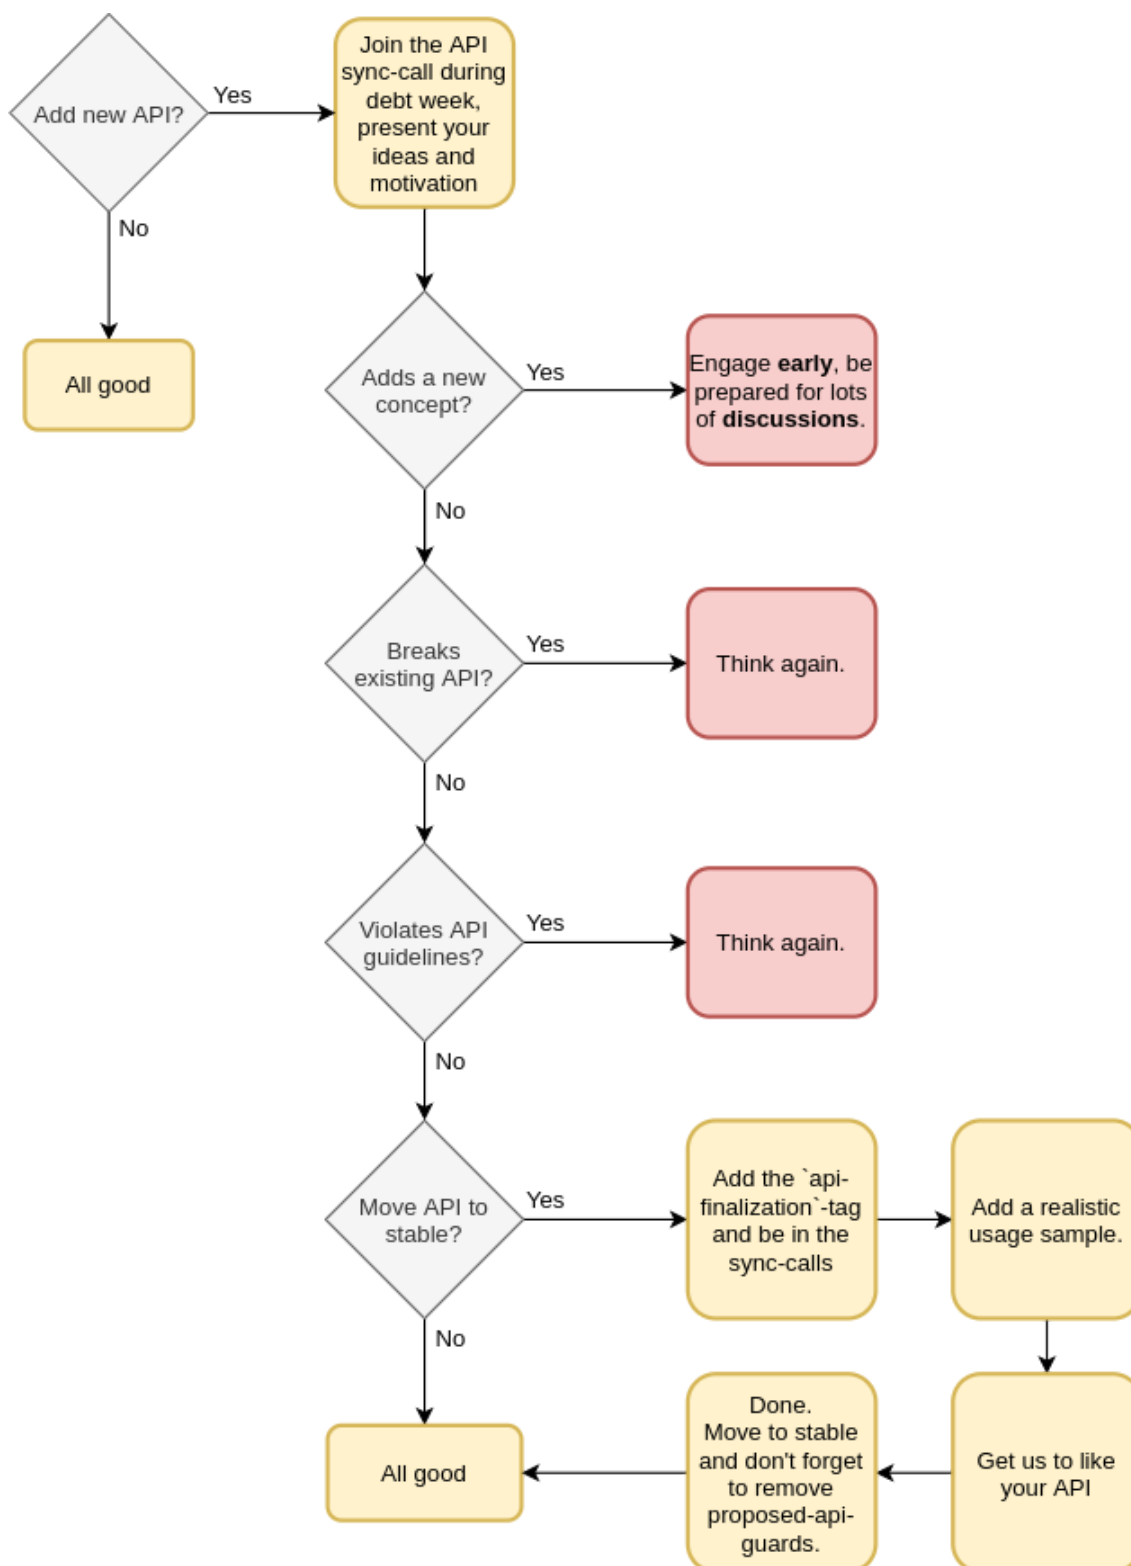 Add new API?
Yes
Join the API
sync-call during
debt week,
present your
ideas and
motivation
No
All good
Adds a new
concept?
Yes
Engage early, be
prepared for lots
of discussions.
No
Breaks
existing API?
Yes
Think again.
No
Violates API
guidelines?
Yes
Think again.
No
Move API to
stable?
Yes
Add the `api-
finalization`-tag
and be in the
sync-calls
Add a realistic
usage sample.
No
All good
Done.
Move to stable
and don't forget
to remove
proposed-api-
guards.
Get us to like
your API